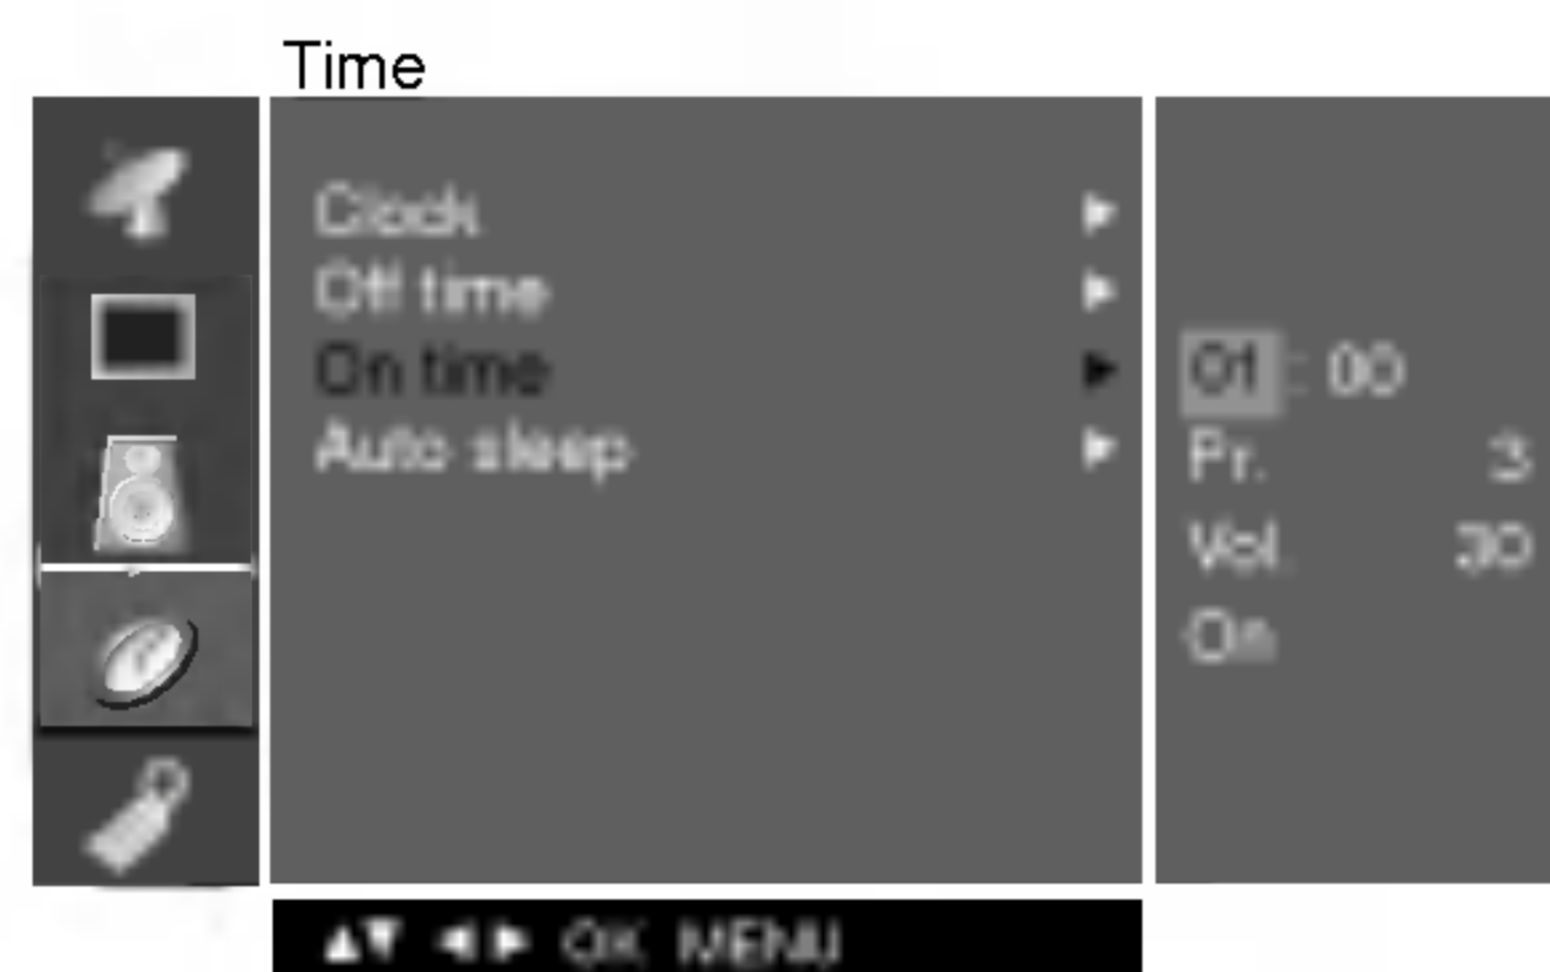 Time
Clock
Off time
On time
Auto sleep
01 : 00
Pr. 3
Vol. 30
On
OK MENU